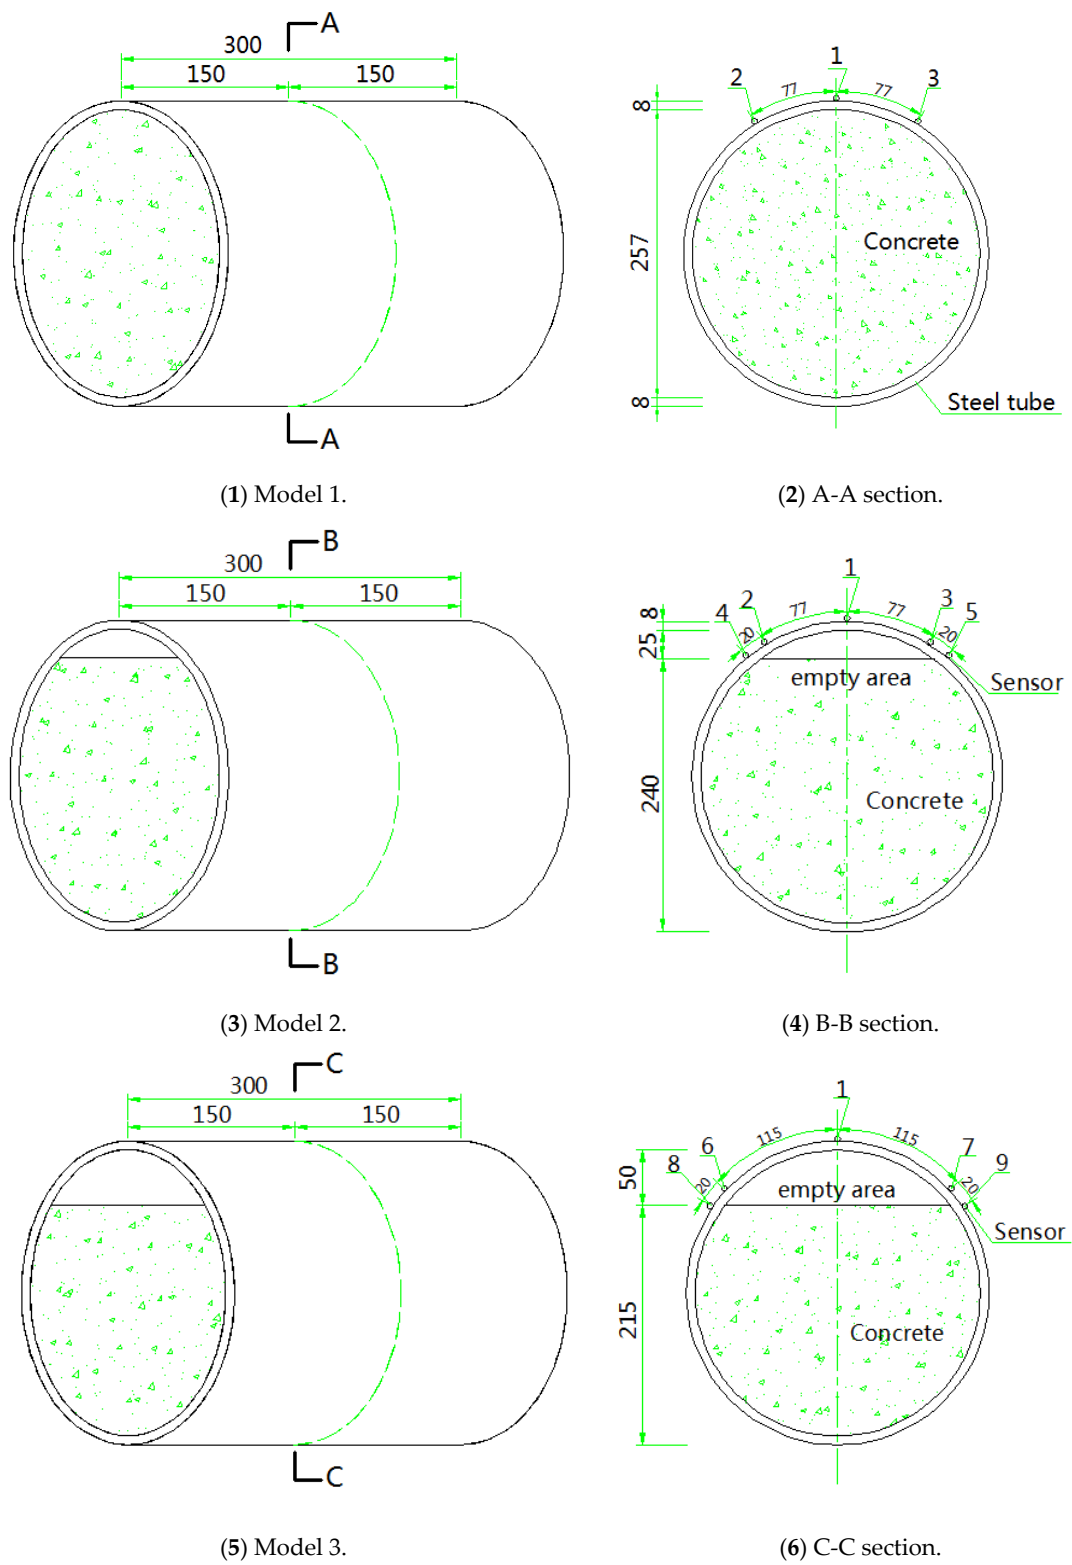 A
300
150 150
A
1
2 77 77 3
8
257
Concrete
8
Steel tube
(1) Model 1.
(2) A-A section.
B
300
150 150
B
1
4 2 77 77 3 5
8
20 20
25
empty area
Sensor
240
Concrete
(3) Model 2.
(4) B-B section.
C
300
150 150
C
1
115 115
8 6 7 9
20 20
50
empty area
Sensor
215
Concrete
(5) Model 3.
(6) C-C section.